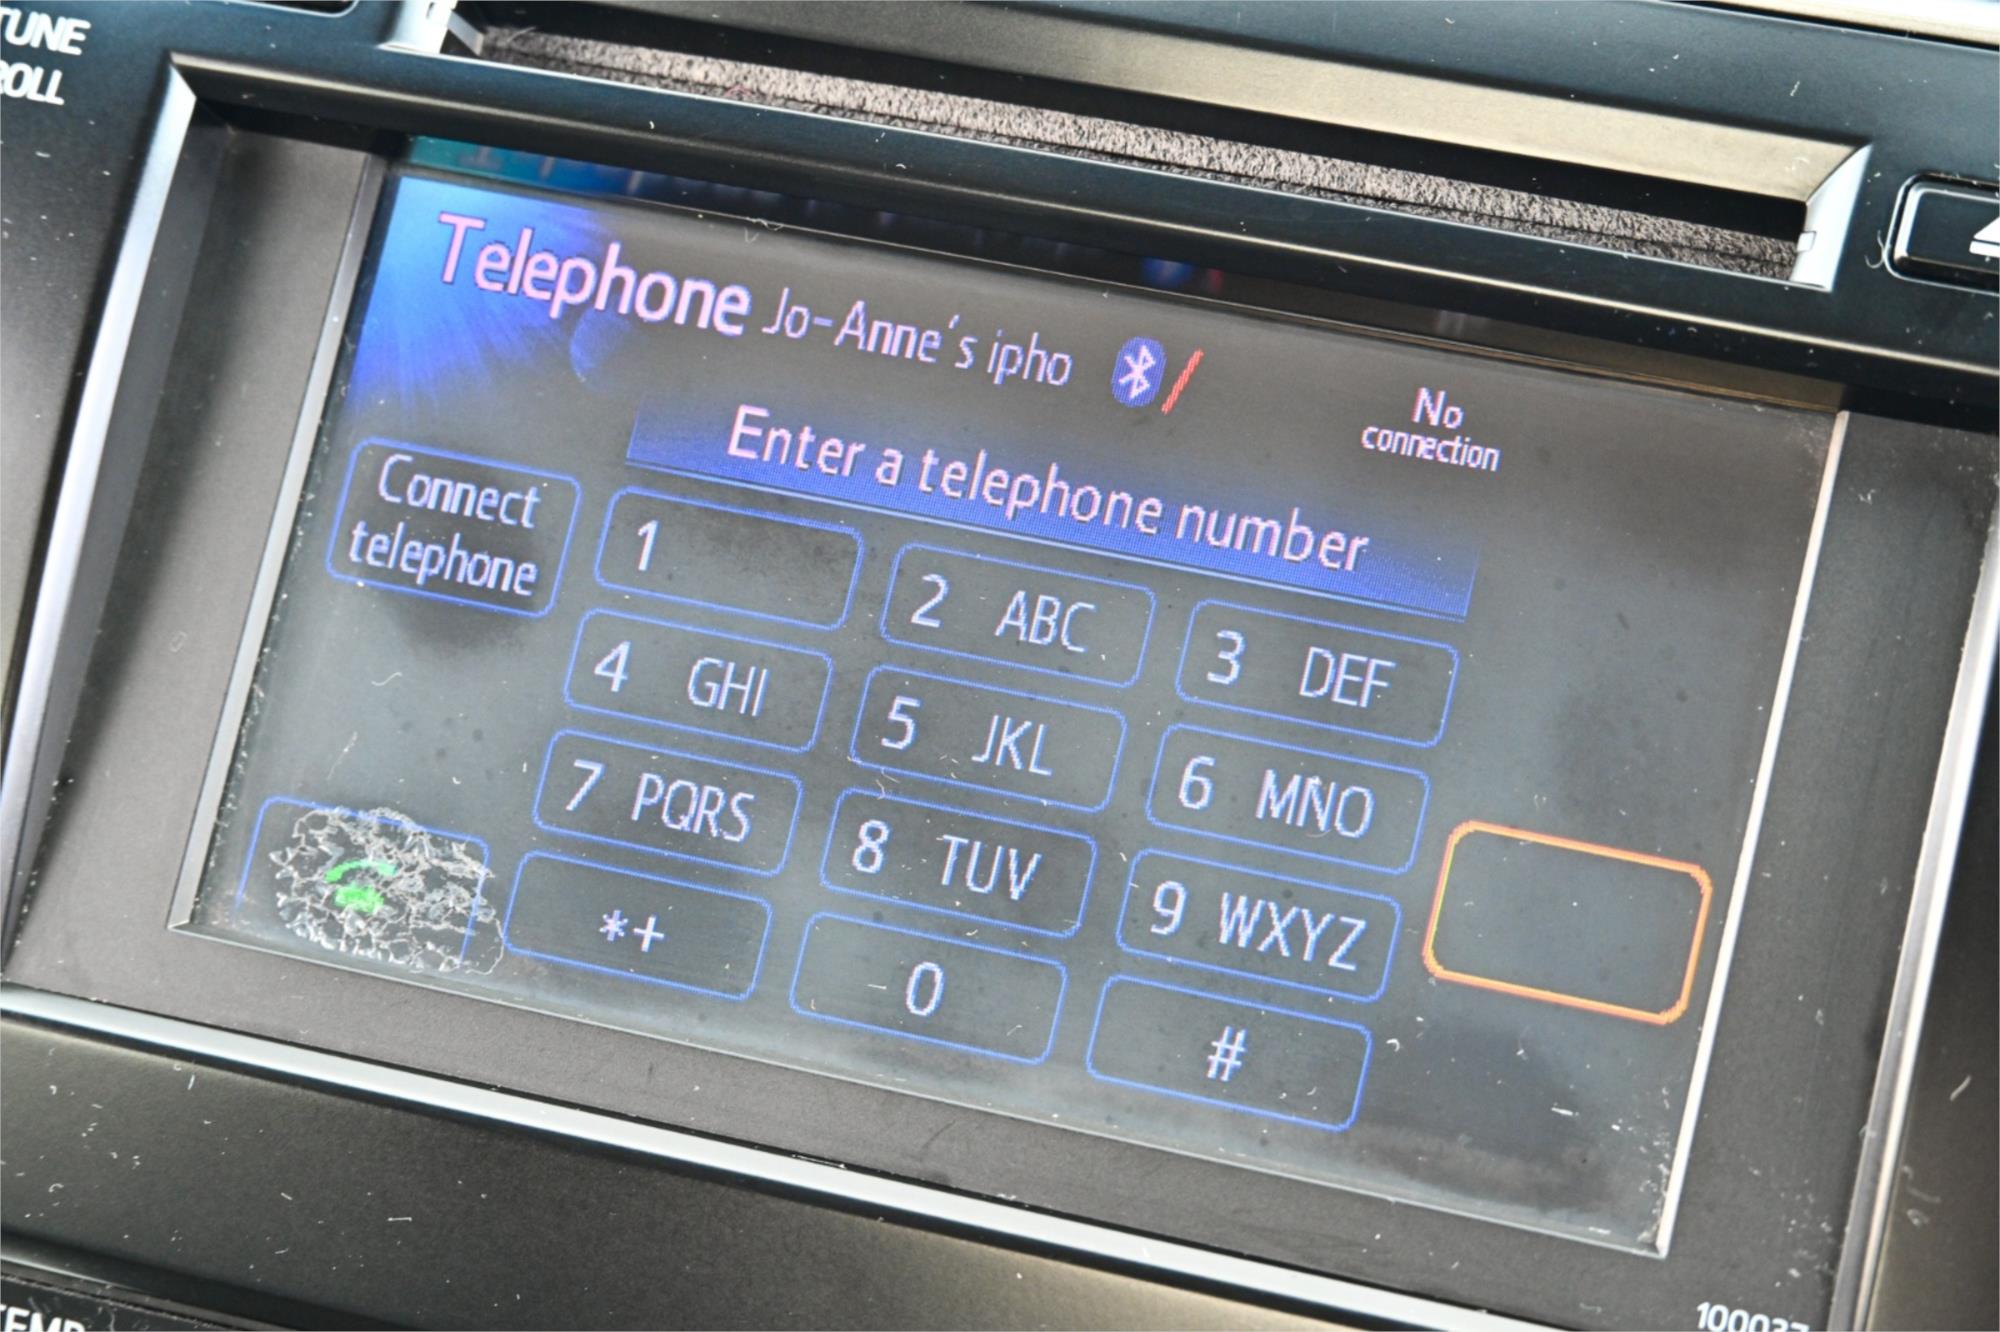 TUNE
Telephone Jo-Anne's ipho
No
connection
Enter a telephone number
Connect
telephone
1
2 ABC
3 DEF
4 GHI
5 JKL
6 MNO
7 PQRS
8 TUV
9 WXYZ
*+
0
#